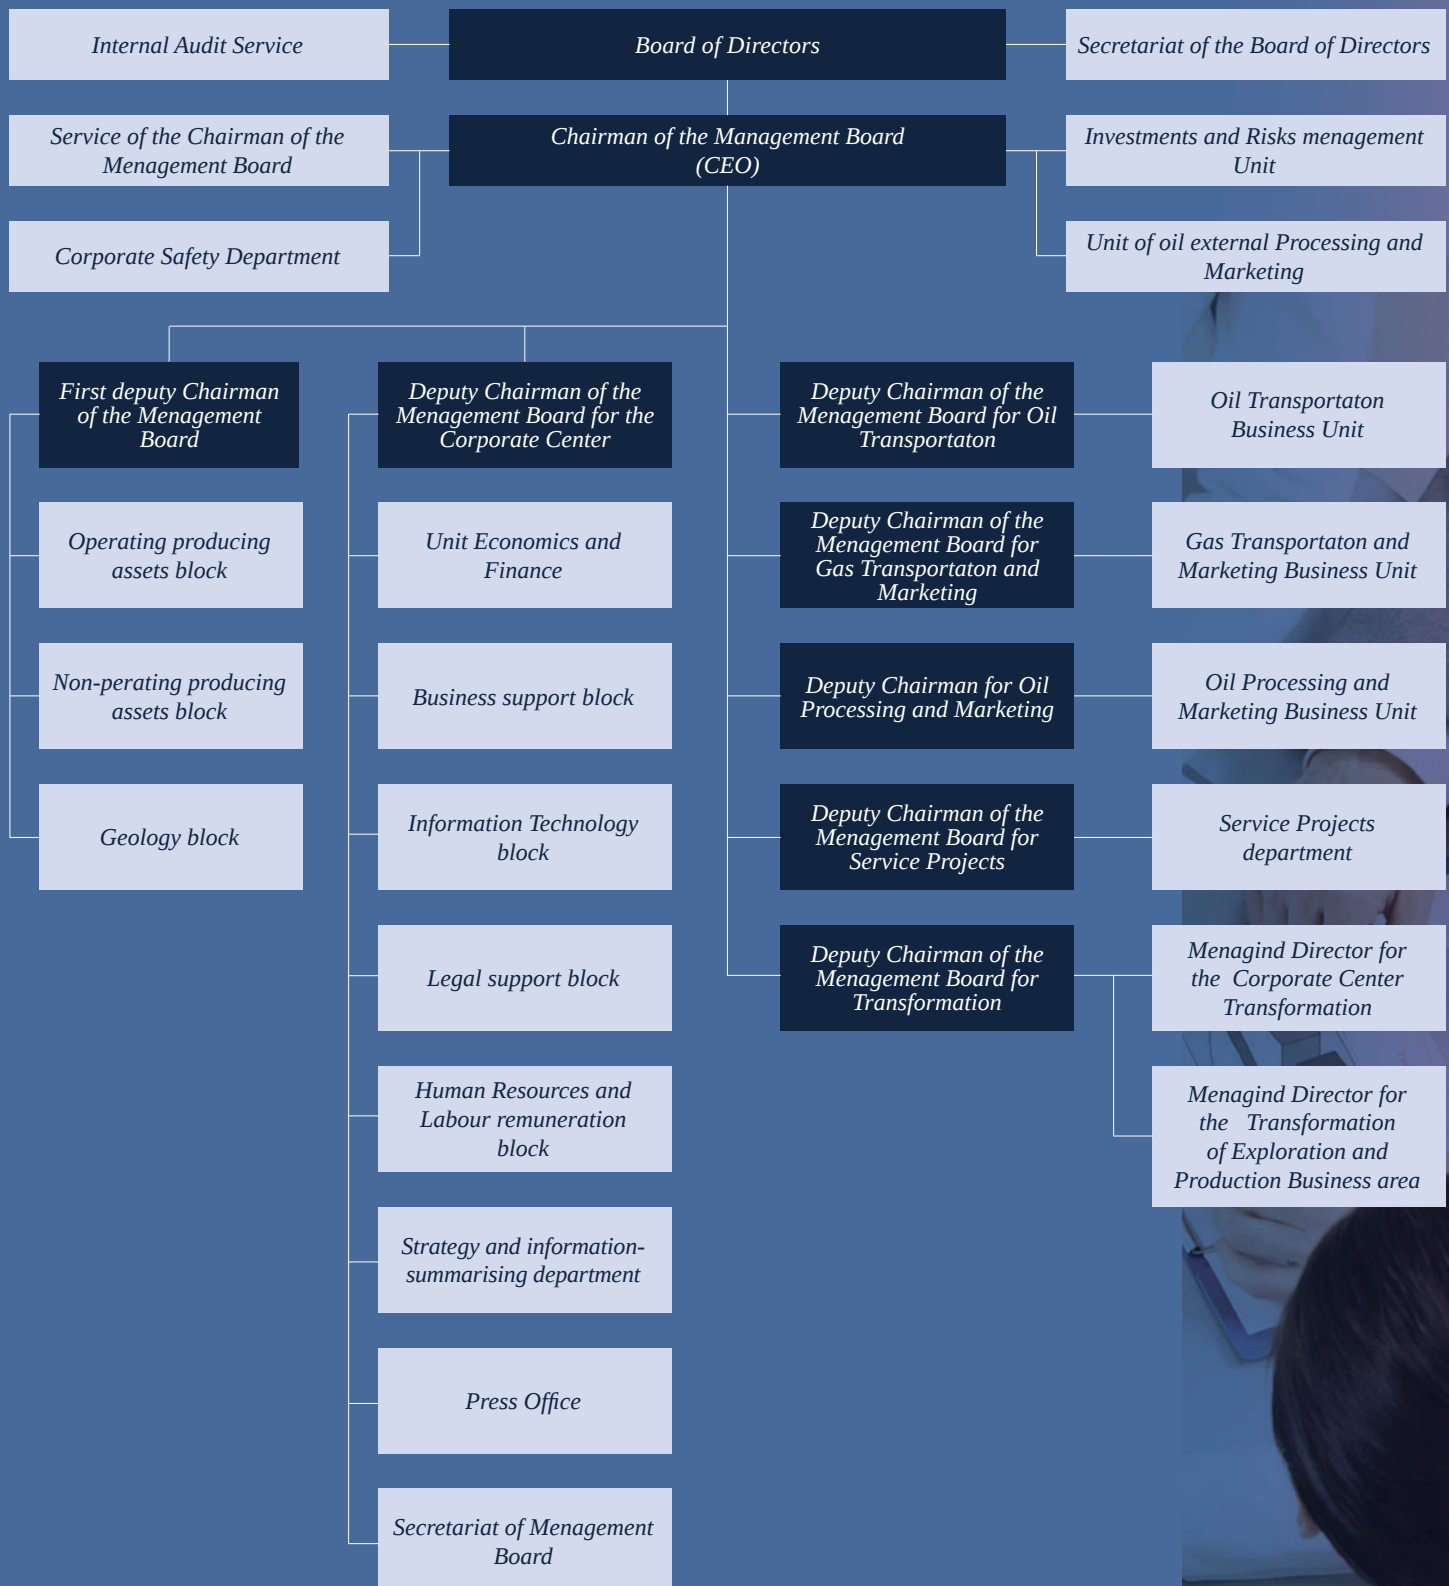 Internal Audit Service
Board of Directors
Secretariat of the Board of Directors
Service of the Chairman of the
Menagement Board
Chairman of the Management Board
(CEO)
Investments and Risks menagement
Unit
Corporate Safety Department
Unit of oil external Processing and
Marketing
First deputy Chairman
of the Menagement
Board
Deputy Chairman of the
Menagement Board for the
Corporate Center
Deputy Chairman of the
Menagement Board for Oil
Transportaton
Oil Transportaton
Business Unit
Operating producing
assets block
Unit Economics and
Finance
Deputy Chairman of the
Menagement Board for
Gas Transportaton and
Marketing
Gas Transportaton and
Marketing Business Unit
Non-perating producing
assets block
Business support block
Deputy Chairman for Oil
Processing and Marketing
Oil Processing and
Marketing Business Unit
Geology block
Information Technology
block
Deputy Chairman of the
Menagement Board for
Service Projects
Service Projects
department
Legal support block
Deputy Chairman of the
Menagement Board for
Transformation
Menagind Director for
the Corporate Center
Transformation
Human Resources and
Labour remuneration
block
Menagind Director for
the Transformation
of Exploration and
Production Business area
Strategy and information-
summarising department
Press Office
Secretariat of Menagement
Board